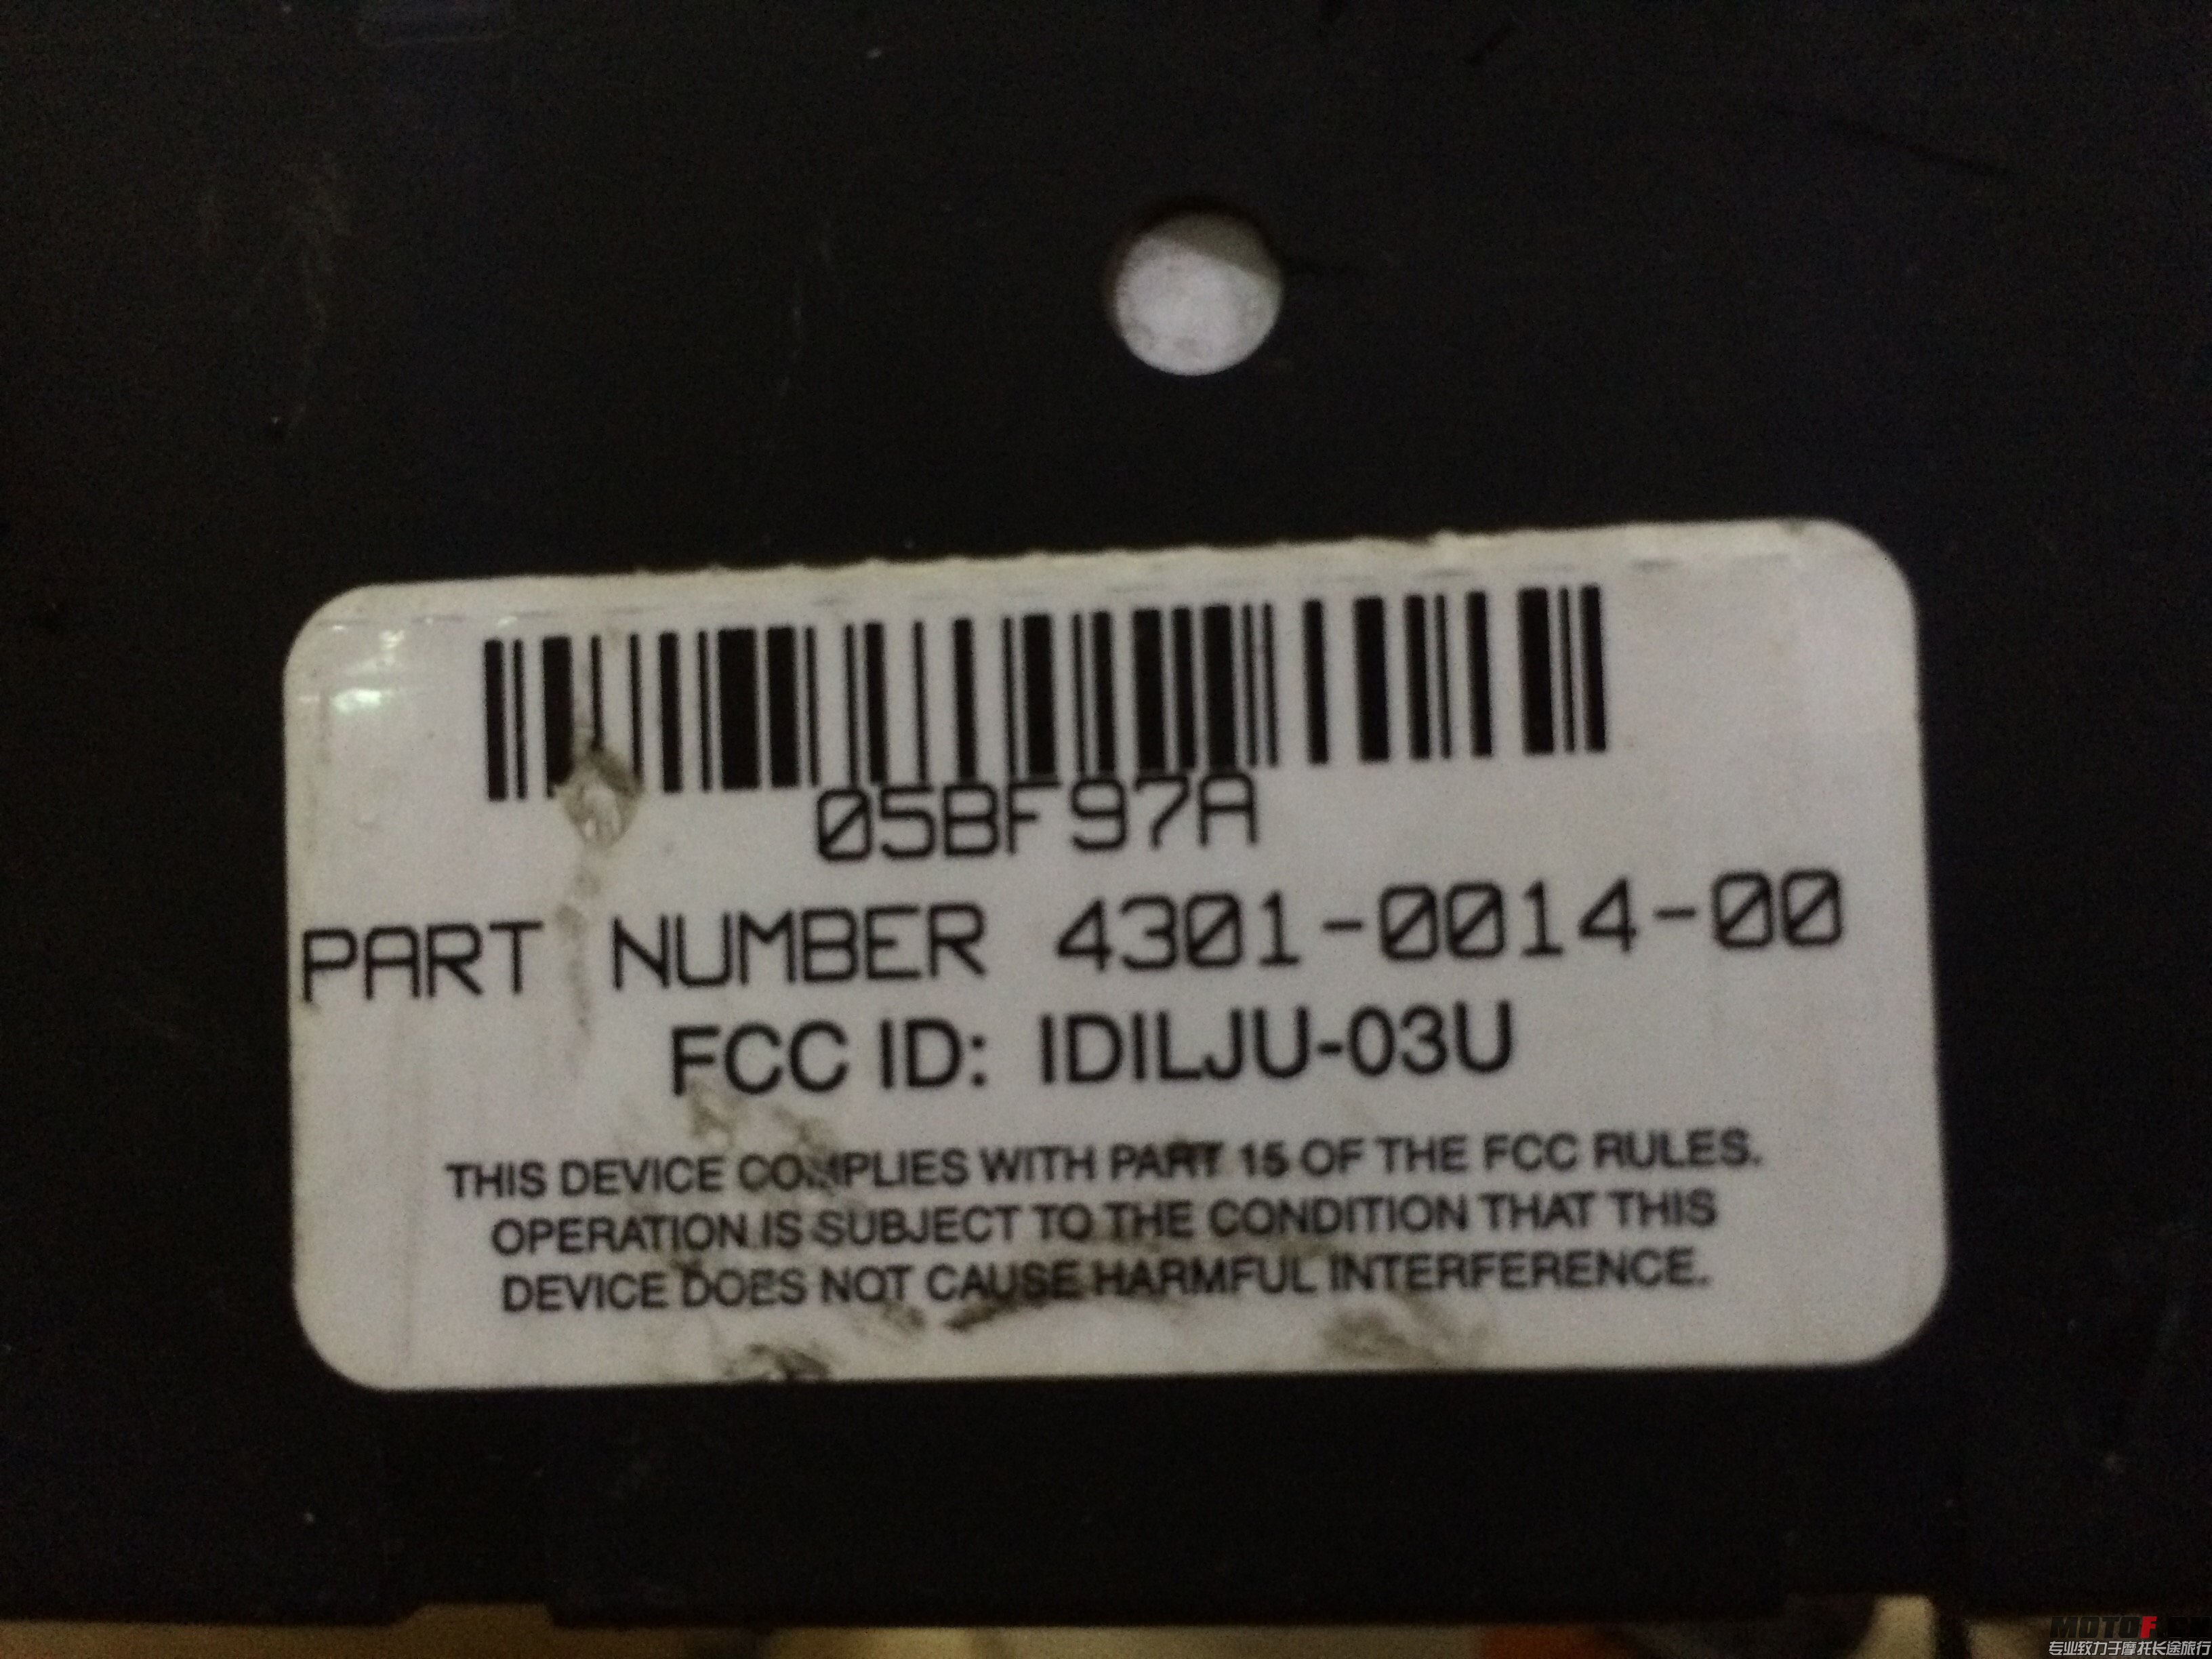 05BF97A
PART NUMBER 4301-0014-00
FCC ID: IDILJU-03U
THIS DEVICE COMPLIES WITH PART 15 OF THE FCC RULES.
OPERATION IS SUBJECT TO THE CONDITION THAT THIS
DEVICE DOES NOT CAUSE HARMFUL INTERFERENCE.
专业致力于摩托长途旅行